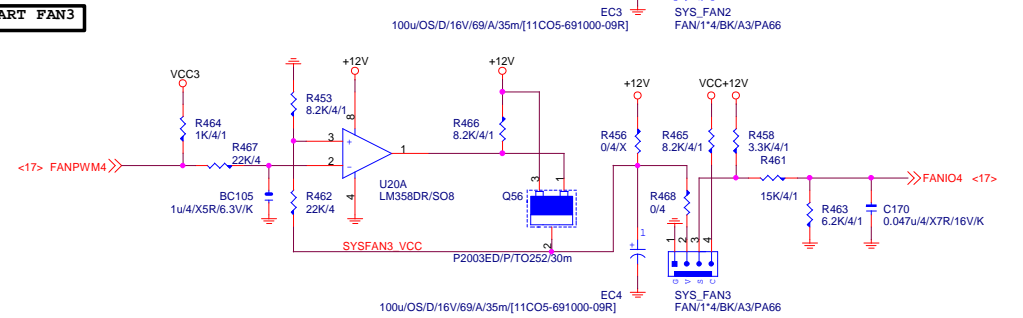 ART FAN3
EC3
100u/OS/D/16V/69/A/35m/[11CO5-691000-09R]
SYS_FAN2
FAN/1*4/BK/A3/PA66
VCC3
+12V
+12V
+12V
VCC
+12V
R453
8.2K/4/1
R464
1K/4/1
R467
22K/4
<17> FANPWM4
8
3
+
2
-
1
4
U20A
LM358DR/SO8
BC105
1u/4/X5R/6.3V/K
R462
22K/4
R466
8.2K/4/1
3
1
Q56
2
P2003ED/P/TO252/30m
SYSFAN3_VCC
R456
0/4/X
R465
8.2K/4/1
R458
3.3K/4/1
R461
15K/4/1
R468
0/4
R463
6.2K/4/1
C170
0.047u/4/X7R/16V/K
FANIO4 <17>
+
1
1
2
3
4
G
V
S
C
EC4
100u/OS/D/16V/69/A/35m/[11CO5-691000-09R]
SYS_FAN3
FAN/1*4/BK/A3/PA66